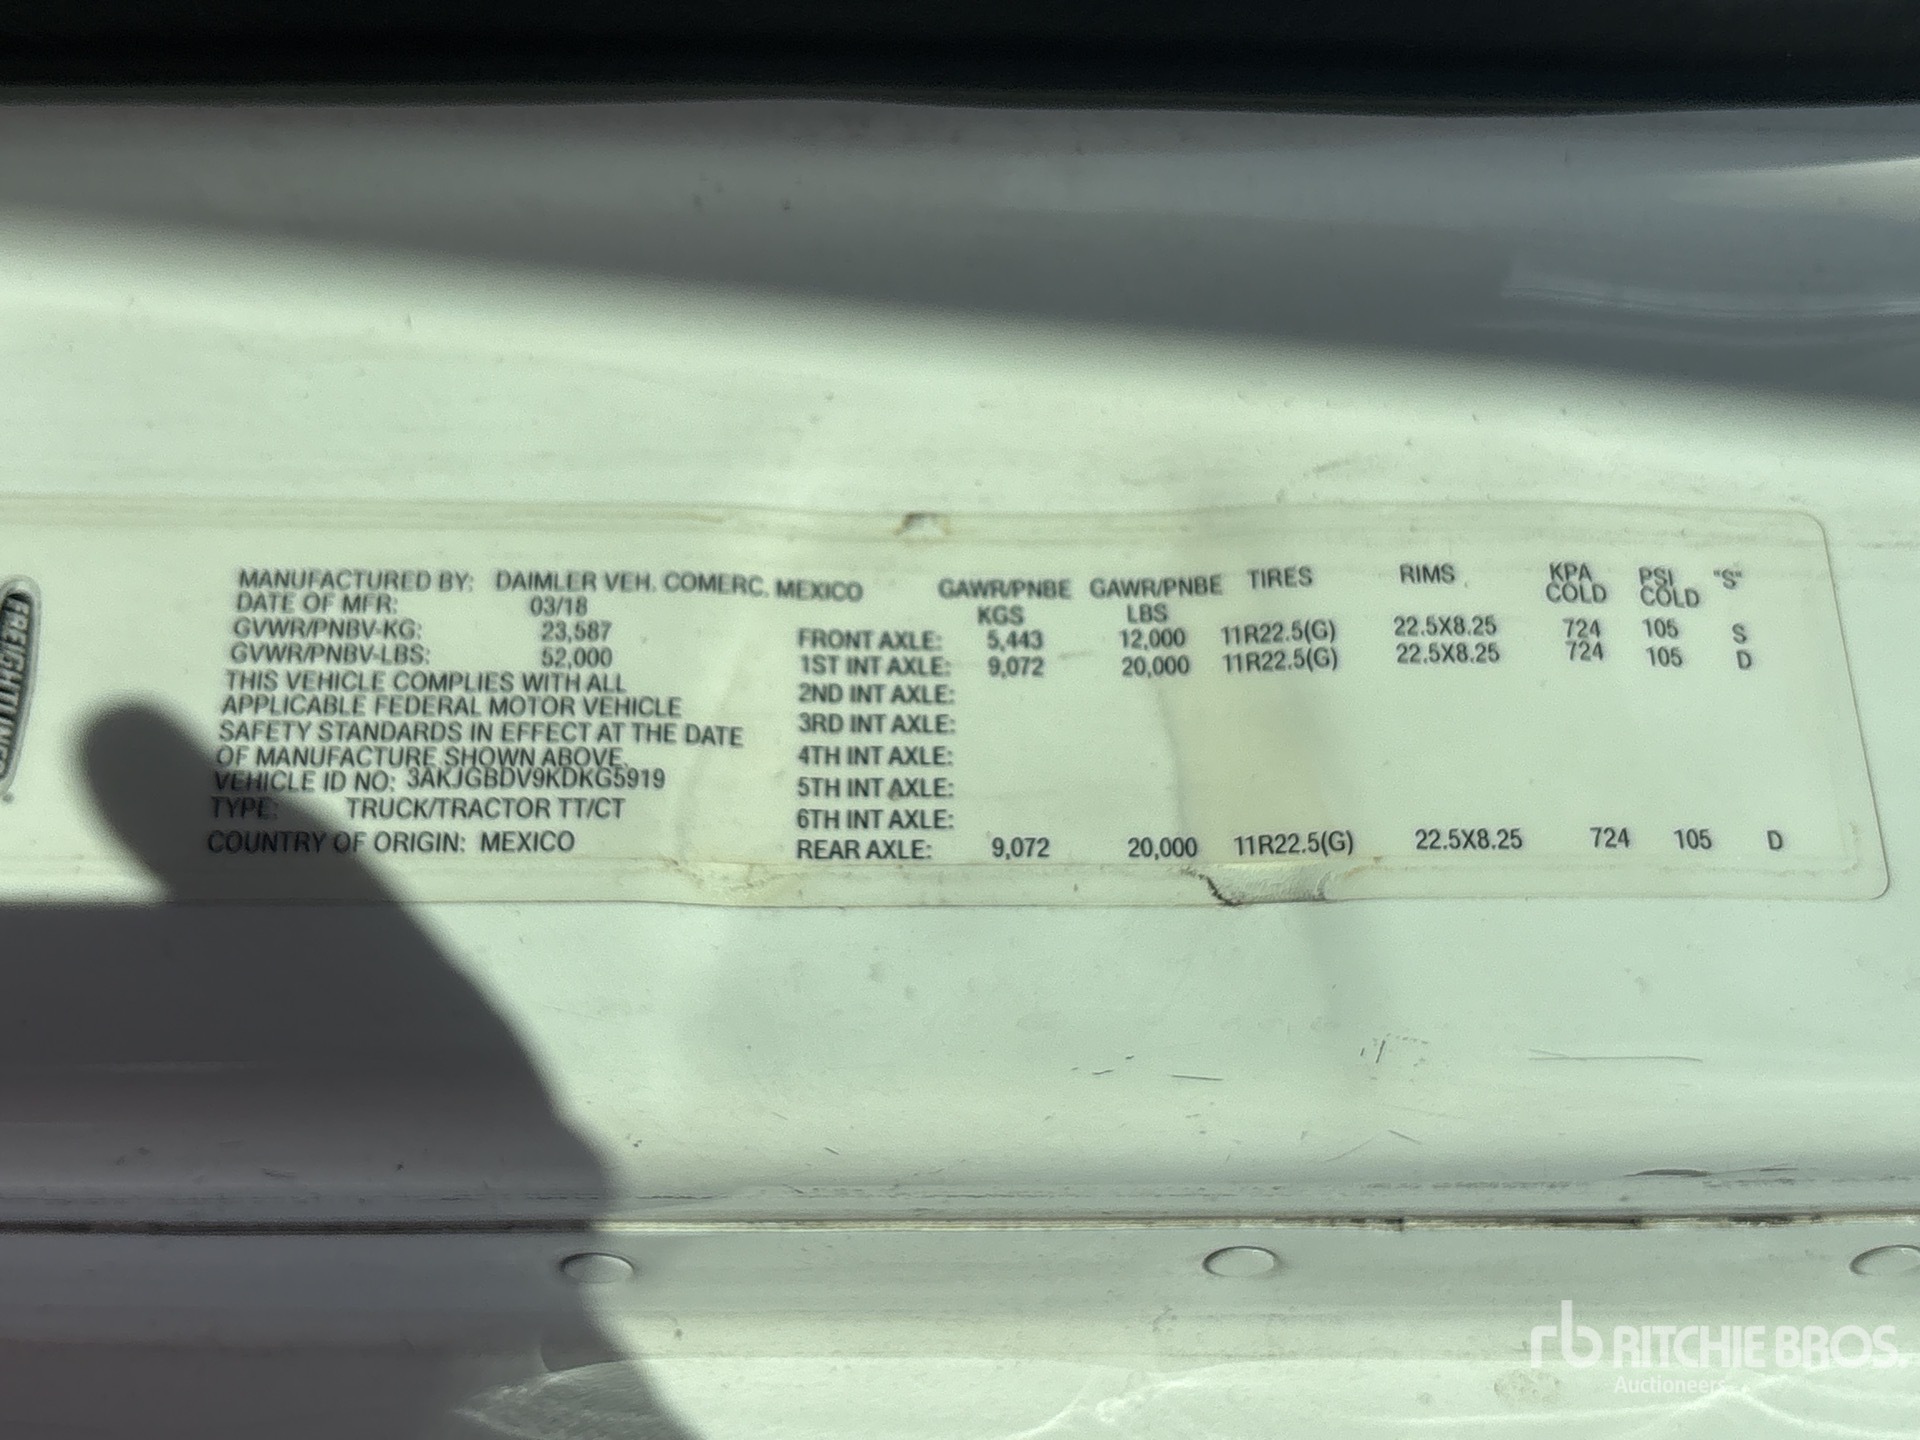 FREIGHTLINER
MANUFACTURED BY: DAIMLER VEH. COMERC. MEXICO
DATE OF MFR: 03/18
GVWR/PNBV-KG: 23,587
GVWR/PNBV-LBS: 52,000
THIS VEHICLE COMPLIES WITH ALL
APPLICABLE FEDERAL MOTOR VEHICLE
SAFETY STANDARDS IN EFFECT AT THE DATE
OF MANUFACTURE SHOWN ABOVE.
VEHICLE ID NO: 3AKJGBDV9KDKG5919
TYPE: TRUCK/TRACTOR TT/CT
COUNTRY OF ORIGIN: MEXICO
GAWR/PNBE GAWR/PNBE TIRES RIMS KPA PSI "S"
KGS LBS COLD COLD
FRONT AXLE: 5,443 12,000 11R22.5(G) 22.5X8.25 724 105 S
1ST INT AXLE: 9,072 20,000 11R22.5(G) 22.5X8.25 724 105 D
2ND INT AXLE:
3RD INT AXLE:
4TH INT AXLE:
5TH INT AXLE:
6TH INT AXLE:
REAR AXLE: 9,072 20,000 11R22.5(G) 22.5X8.25 724 105 D
rb RITCHIE BROS.
Auctioneers